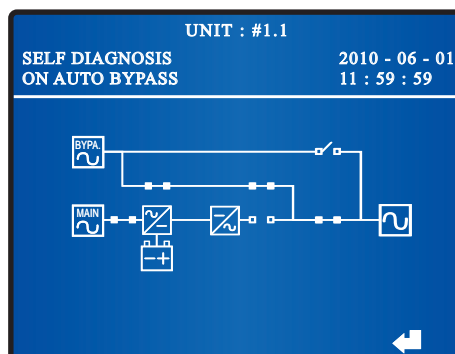 UNIT : #1.1
SELF DIAGNOSIS 2010 - 06 - 01
ON AUTO BYPASS 11 : 59 : 59
BYPA.
MAIN